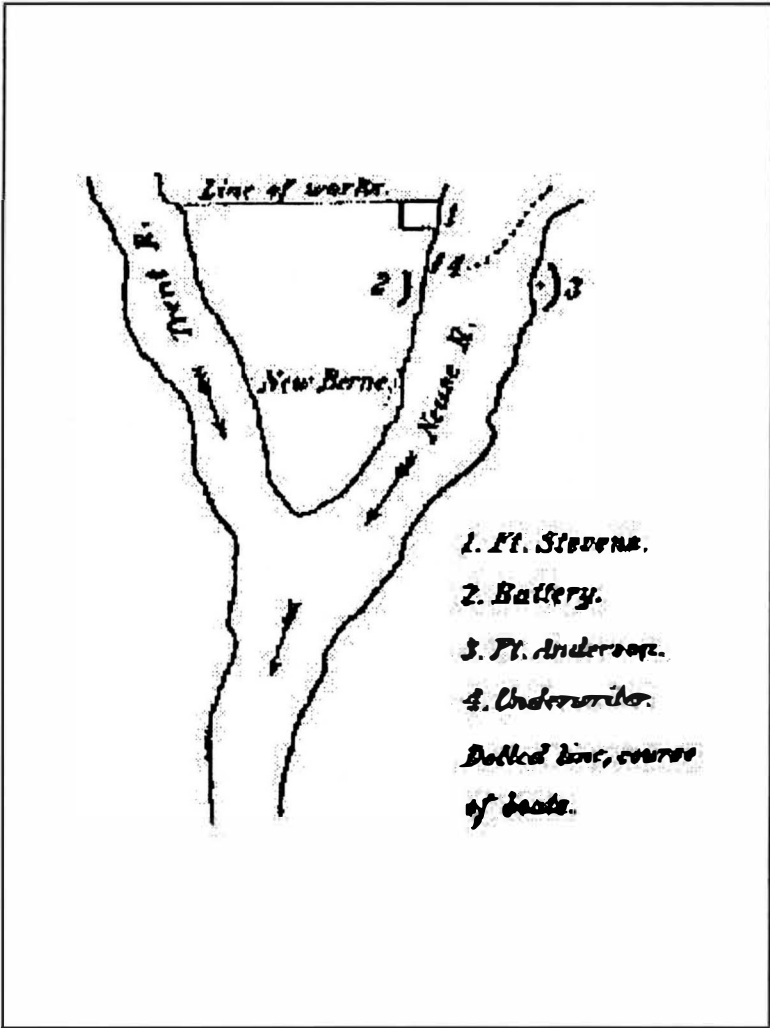 Line of works.
1
Trent R.
4
2
3
New Berne.
Neuse R.
1. Ft. Stevens.
2. Battery.
3. Ft. Anderson.
4. Underwriter.
Dotted line, course
of boats.